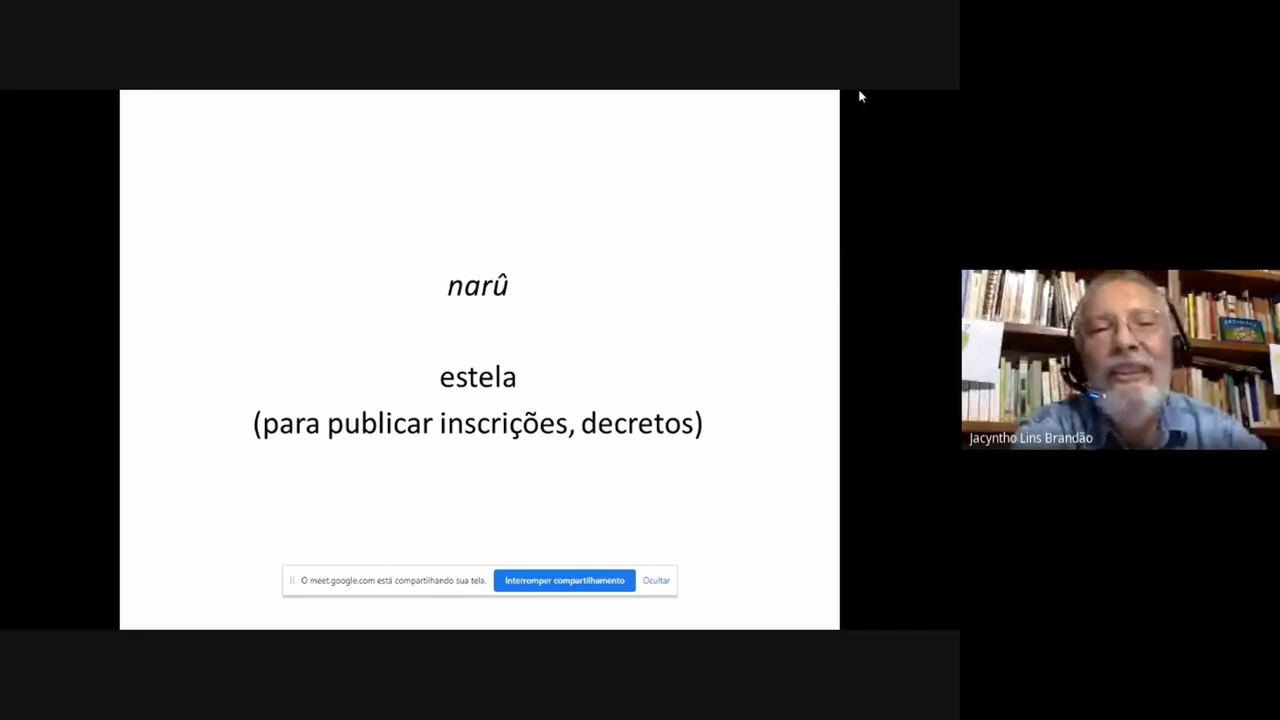 narû
estela
(para publicar inscrições, decretos)
O meet.google.com está compartilhando sua tela.
Interromper compartilhamento
Ocultar
Jacyntho Lins Brandão